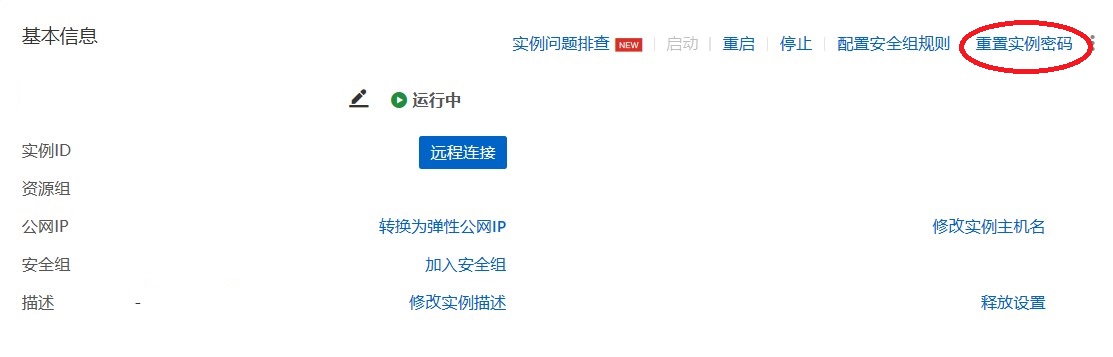 基本信息
实例问题排查 NEW 启动 重启 停止 配置安全组规则 重置实例密码
运行中
实例ID 远程连接
资源组
公网IP 转换为弹性公网IP 修改实例主机名
安全组 加入安全组
描述 - 修改实例描述 释放设置